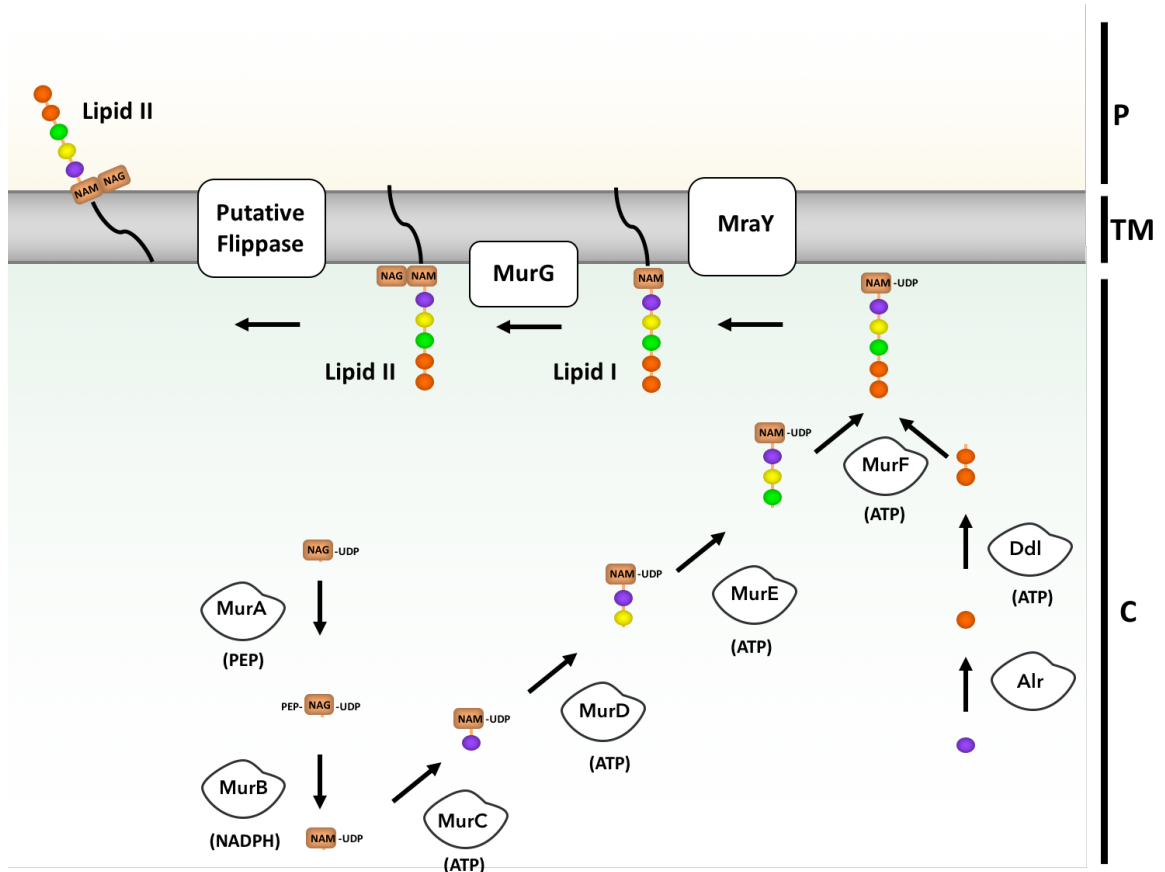 P
Lipid II
NAM NAG
Putative
Flippase
MraY
TM
MurG
NAG NAM
NAM
NAM -UDP
Lipid II
Lipid I
NAM -UDP
MurF
(ATP)
NAG -UDP
Ddl
(ATP)
NAM -UDP
MurE
(ATP)
MurA
(PEP)
C
Alr
PEP- NAG -UDP
NAM -UDP
MurD
(ATP)
MurB
(NADPH)
NAM -UDP
MurC
(ATP)